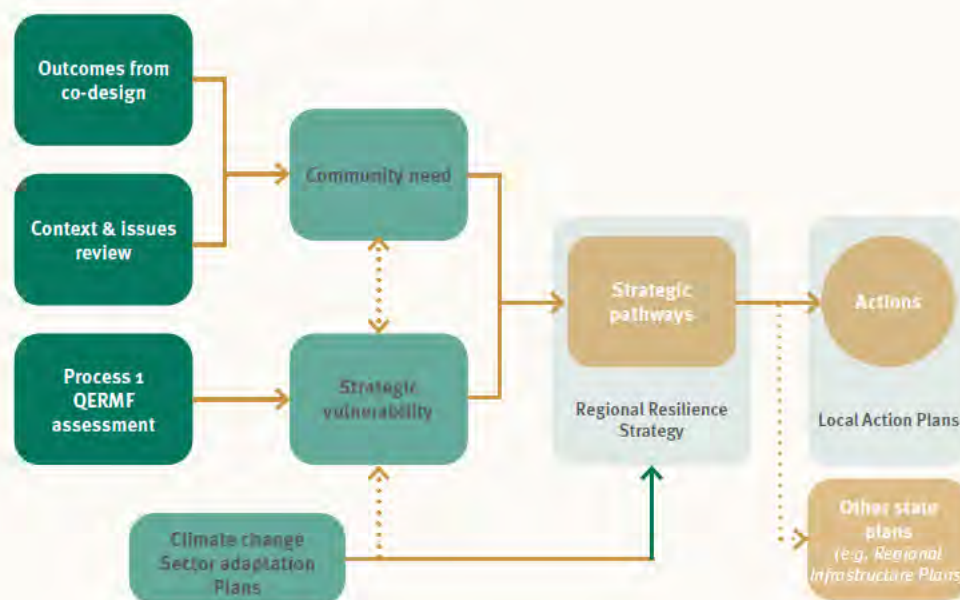 Outcomes from
co-design
Context & issues
review
Process 1
QERMF
assessment
Community need
Strategic
vulnerability
Climate change
Sector adaptation
Plans
Strategic
pathways
Regional Resilience
Strategy
Actions
Local Action Plans
Other state
plans
(e.g. Regional
Infrastructure Plans)